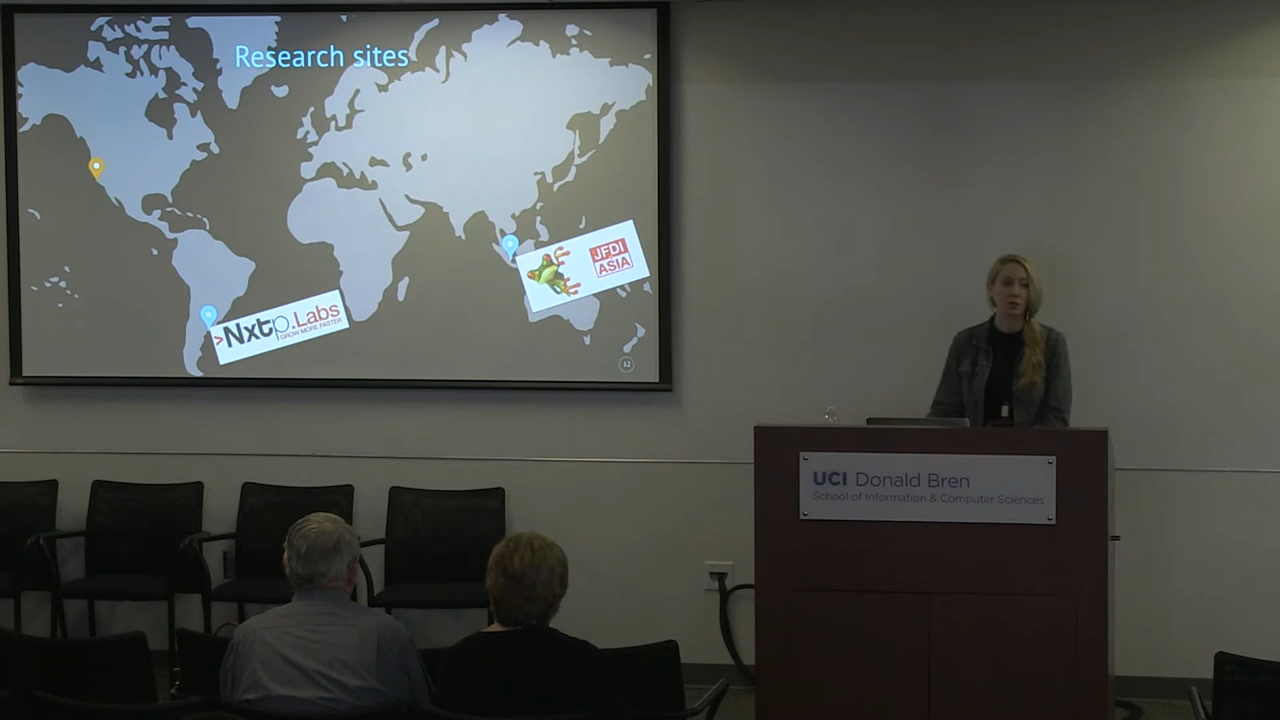 Research sites
JFDI
ASIA
>Nxtp.Labs
GROW MORE FASTER
12
UCI Donald Bren
School of Information & Computer Sciences